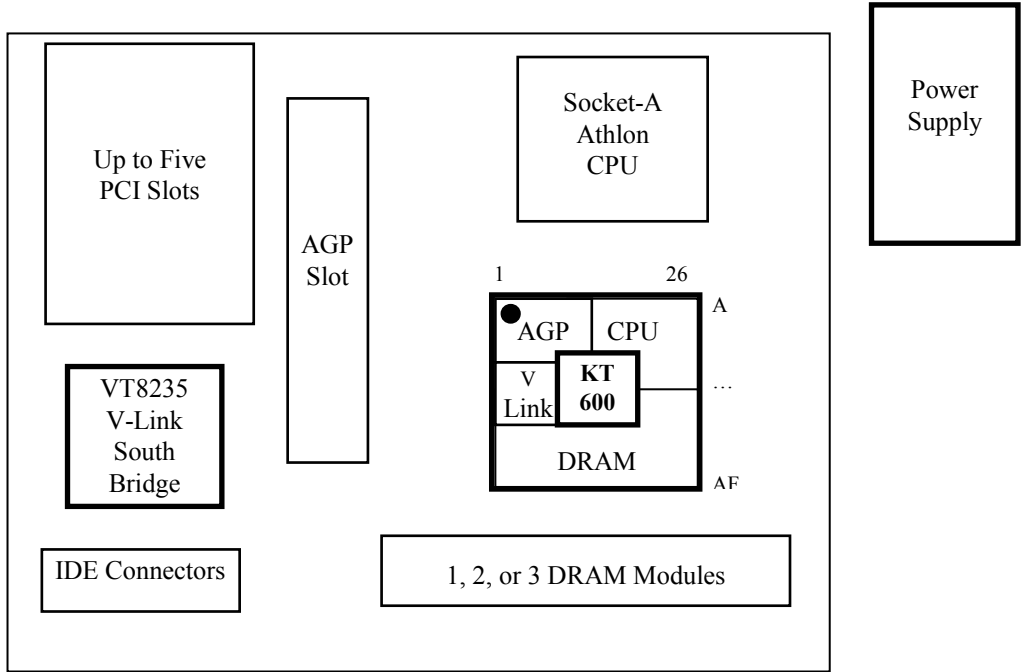 Power
Supply
Up to Five
PCI Slots
AGP
Slot
Socket-A
Athlon
CPU
1 26
A
AGP CPU
V
Link
KT
600
…
DRAM
AF
VT8235
V-Link
South
Bridge
IDE Connectors
1, 2, or 3 DRAM Modules